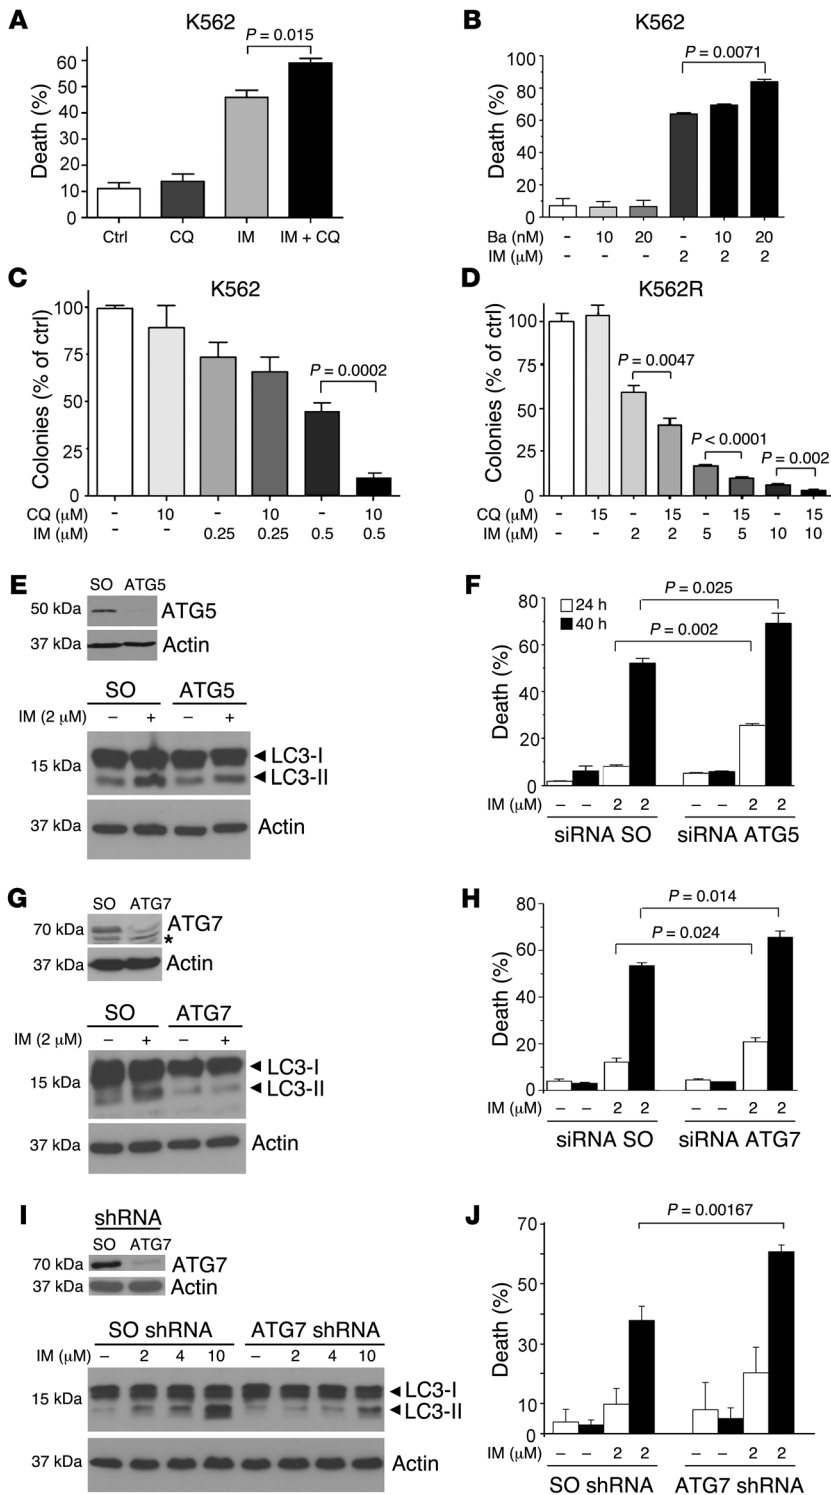 A
K562
P = 0.015
Death (%)
60
50
40
30
20
10
0
Ctrl CQ IM IM + CQ
B
K562
P = 0.0071
Death (%)
100
80
60
40
20
0
Ba (nM) - 10 20 - 10 20
IM (μM) - - - 2 2 2
C
K562
P = 0.0002
Colonies (% of ctrl)
100
75
50
25
0
CQ (μM) - 10 - 10 - 10
IM (μM) - - 0.25 0.25 0.5 0.5
D
K562R
P = 0.0047
P < 0.0001
P = 0.002
Colonies (% of ctrl)
100
75
50
25
0
CQ (μM) - 15 - 15 - 15 - 15
IM (μM) - - 2 2 5 5 10 10
E
SO ATG5
50 kDa ATG5
37 kDa Actin
SO ATG5
IM (2 μM) – + – +
15 kDa
LC3-I
LC3-II
37 kDa Actin
F
24 h
40 h
P = 0.025
P = 0.002
Death (%)
80
60
40
20
0
IM (μM) – – 2 2 – – 2 2
siRNA SO siRNA ATG5
G
SO ATG7
70 kDa ATG7
*
37 kDa Actin
SO ATG7
IM (2 μM) – + – +
15 kDa
LC3-I
LC3-II
37 kDa Actin
H
P = 0.014
P = 0.024
Death (%)
80
60
40
20
0
IM (μM) – – 2 2 – – 2 2
siRNA SO siRNA ATG7
I
shRNA
SO ATG7
70 kDa ATG7
37 kDa Actin
SO shRNA ATG7 shRNA
IM (μM) – 2 4 10 – 2 4 10
15 kDa
LC3-I
LC3-II
37 kDa Actin
J
P = 0.00167
Death (%)
70
50
30
10
0
IM (μM) – – 2 2 – – 2 2
SO shRNA ATG7 shRNA